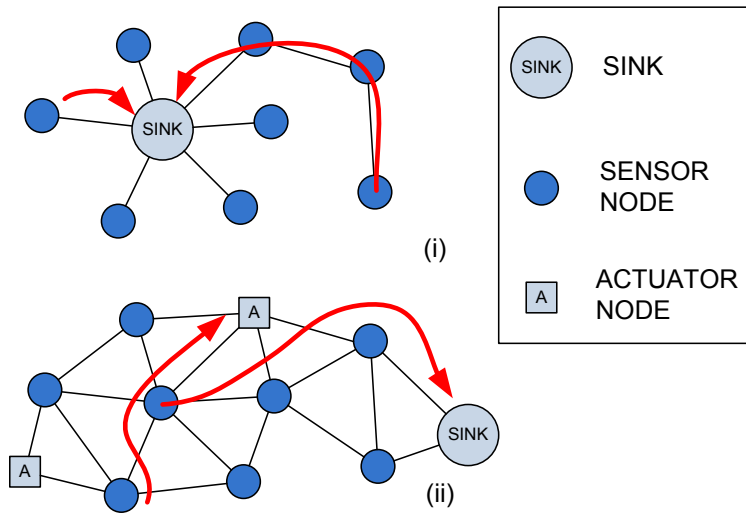 SINK
(i)
A
A
SINK
(ii)
SINK
SINK
SENSOR
NODE
A
ACTUATOR
NODE